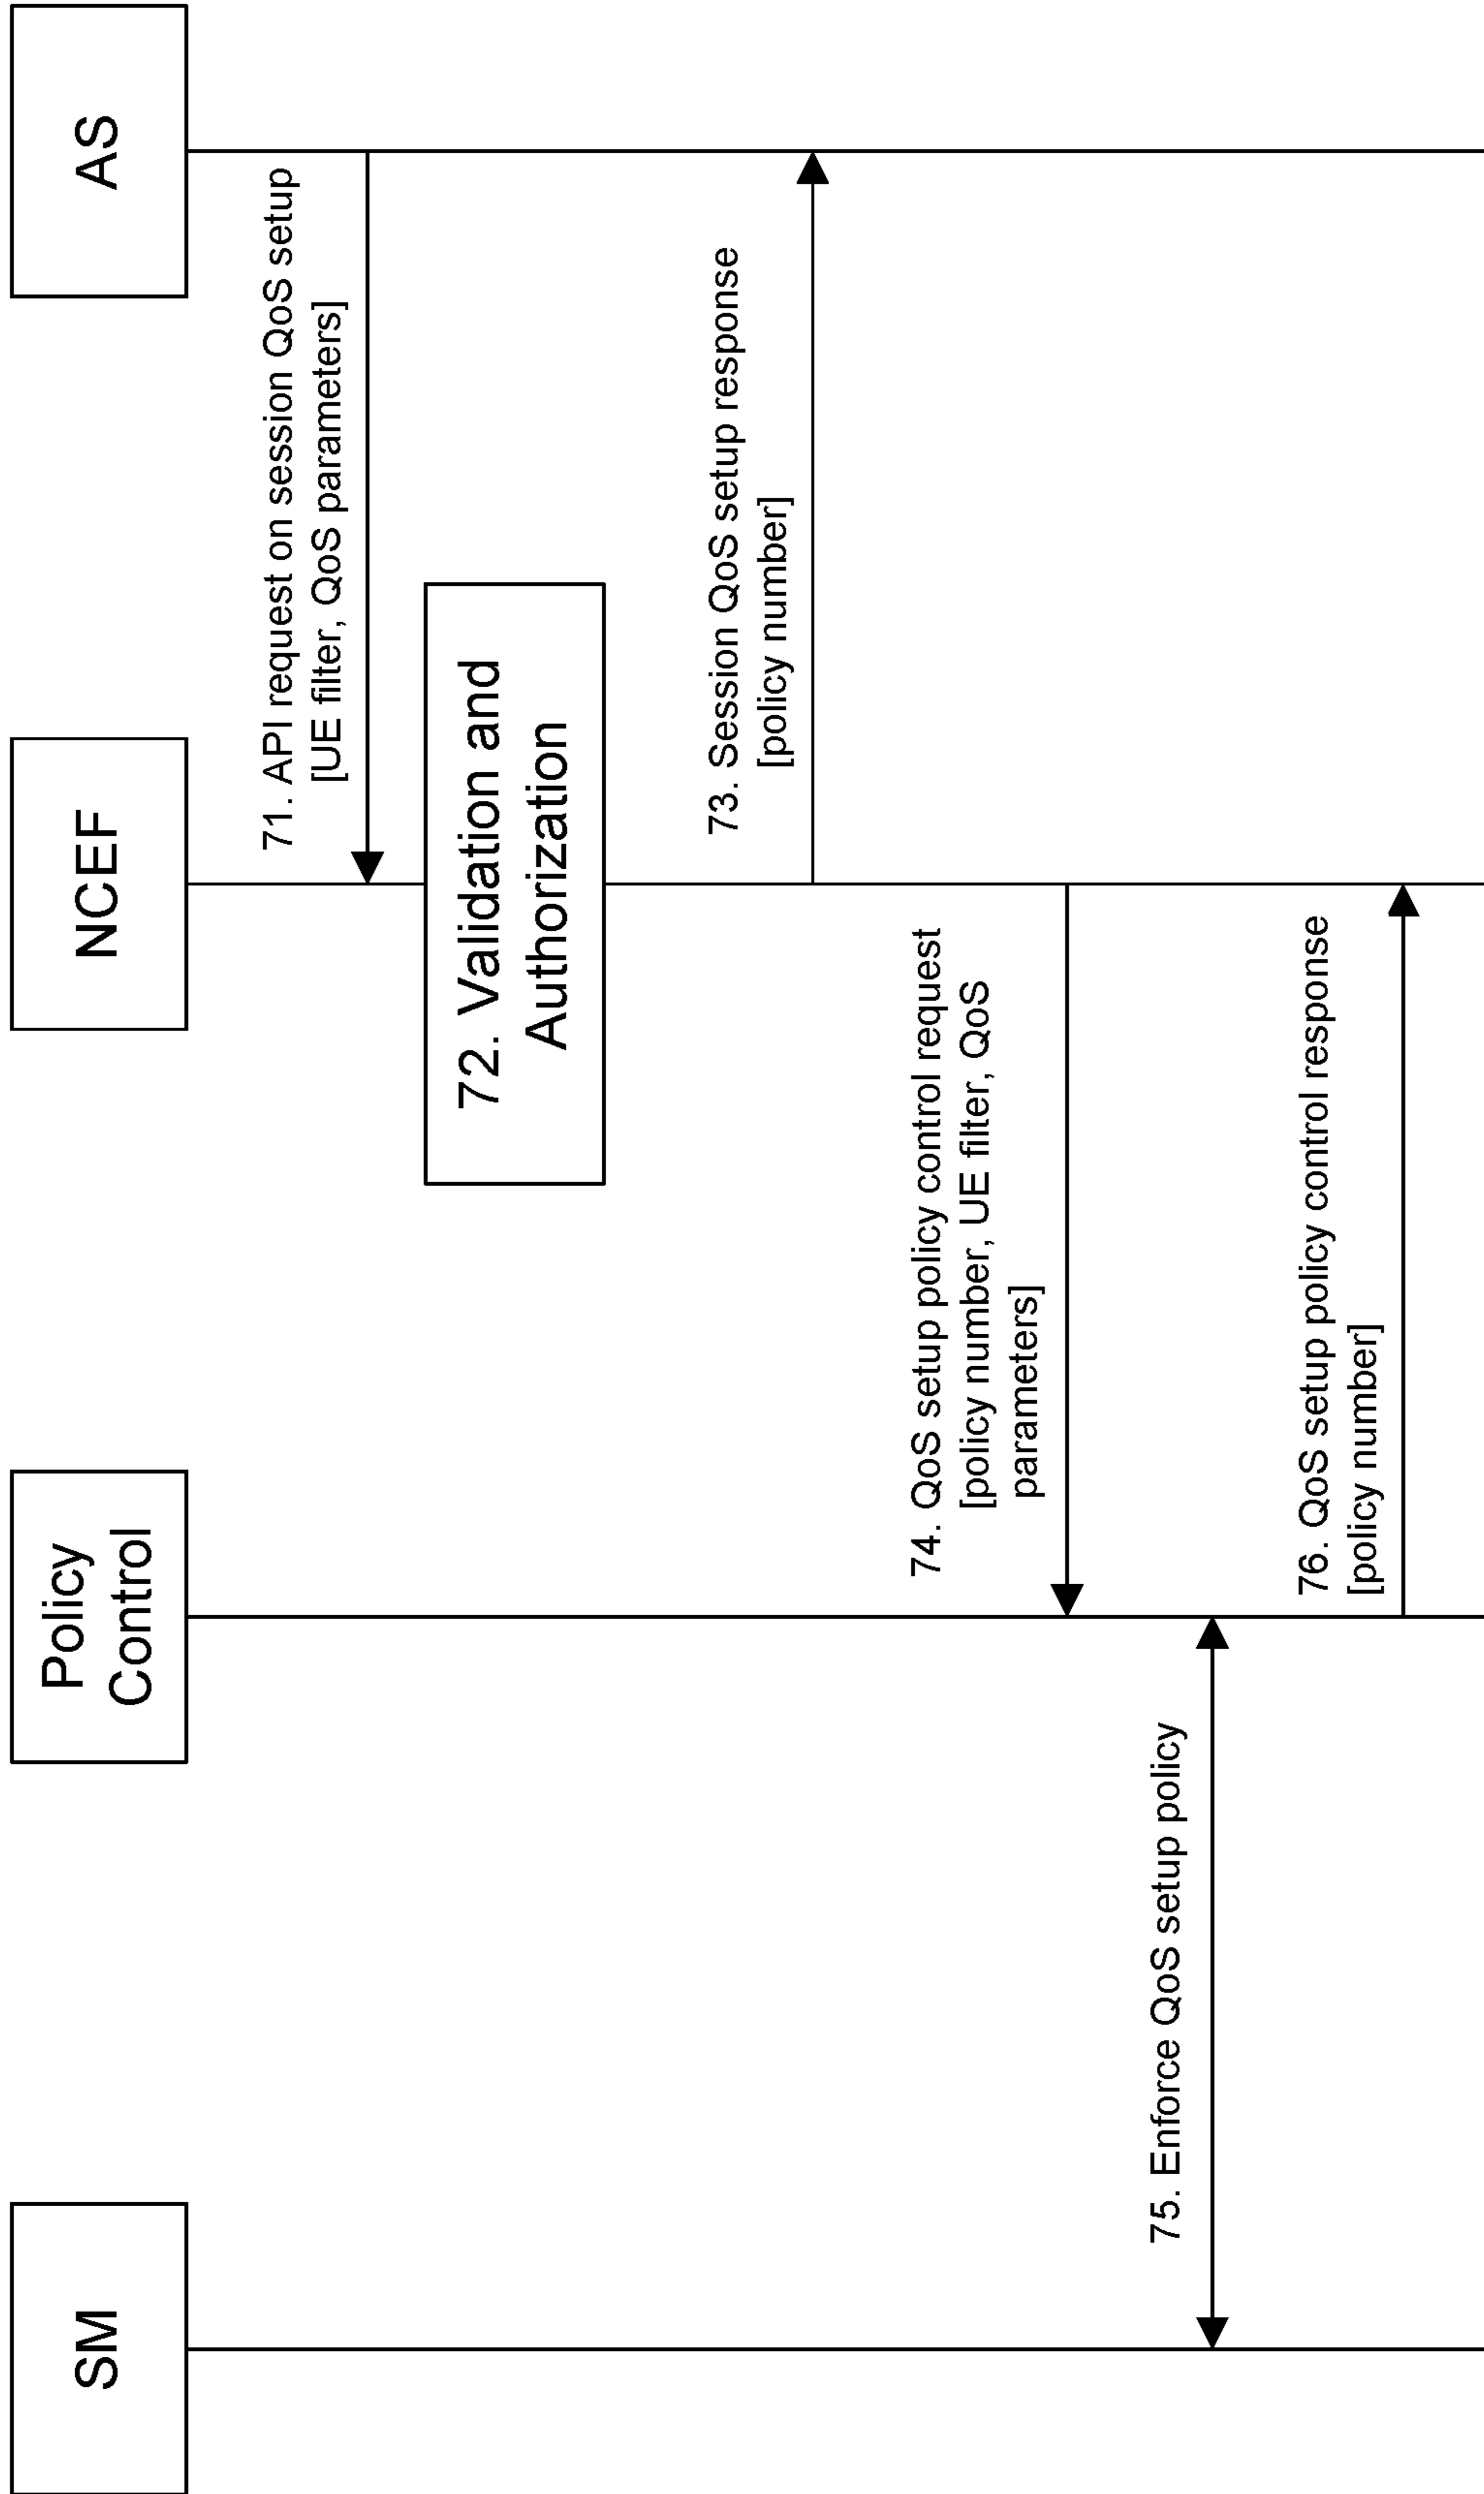 SM
Policy
Control
NCEF
AS
71. API request on session QoS setup
[UE filter, QoS parameters]
72. Validation and
Authorization
73. Session QoS setup response
[policy number]
74. QoS setup policy control request
[policy number, UE filter, QoS
parameters]
75. Enforce QoS setup policy
76. QoS setup policy control response
[policy number]